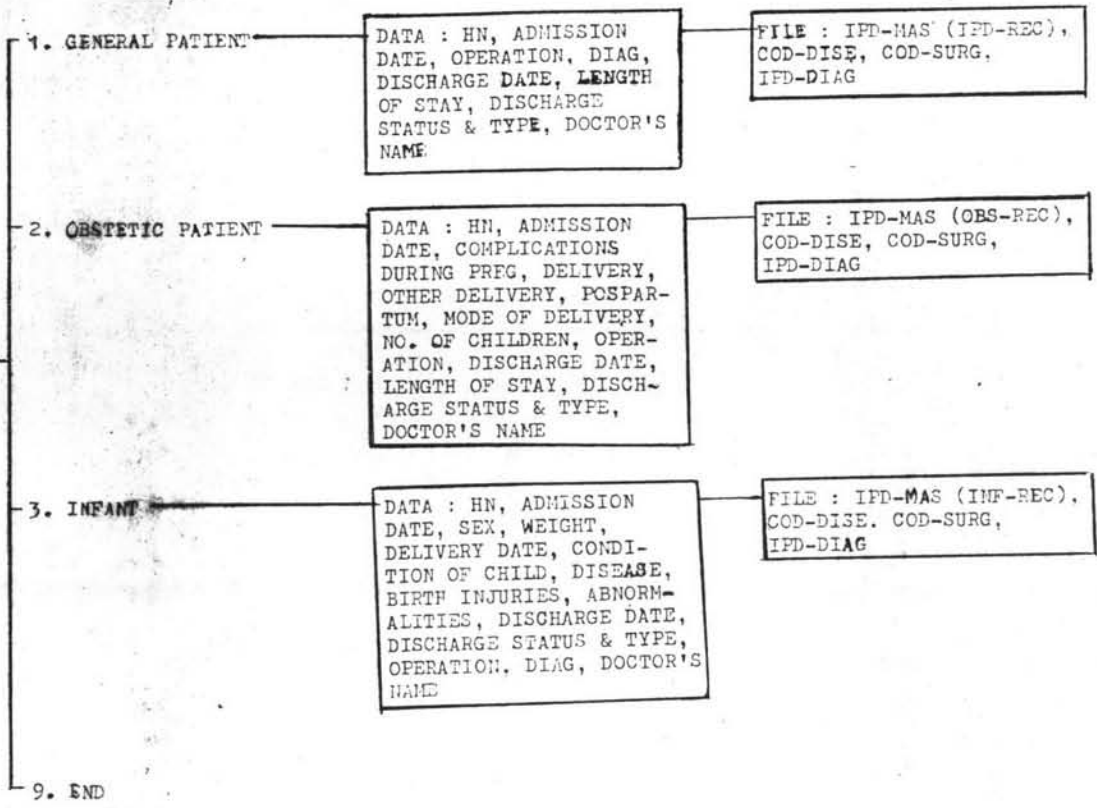 1. GENERAL PATIENT
DATA : HN, ADMISSION
DATE, OPERATION, DIAG,
DISCHARGE DATE, LENGTH
OF STAY, DISCHARGE
STATUS & TYPE, DOCTOR'S
NAME
FILE : IPD-MAS (IPD-REC),
COD-DISE, COD-SURG,
IPD-DIAG
2. OBSTETIC PATIENT
DATA : HN, ADMISSION
DATE, COMPLICATIONS
DURING PREG, DELIVERY,
OTHER DELIVERY, POSPAR-
TUM, MODE OF DELIVERY,
NO. OF CHILDREN, OPER-
ATION, DISCHARGE DATE,
LENGTH OF STAY, DISCH-
ARGE STATUS & TYPE,
DOCTOR'S NAME
FILE : IPD-MAS (OBS-REC),
COD-DISE, COD-SURG,
IPD-DIAG
3. INFANT
DATA : HN, ADMISSION
DATE, SEX, WEIGHT,
DELIVERY DATE, CONDI-
TION OF CHILD, DISEASE,
BIRTH INJURIES, ABNORM-
ALITIES, DISCHARGE DATE,
DISCHARGE STATUS & TYPE,
OPERATION, DIAG, DOCTOR'S
NAME
FILE : IPD-MAS (INF-REC),
COD-DISE. COD-SURG,
IPD-DIAG
9. END